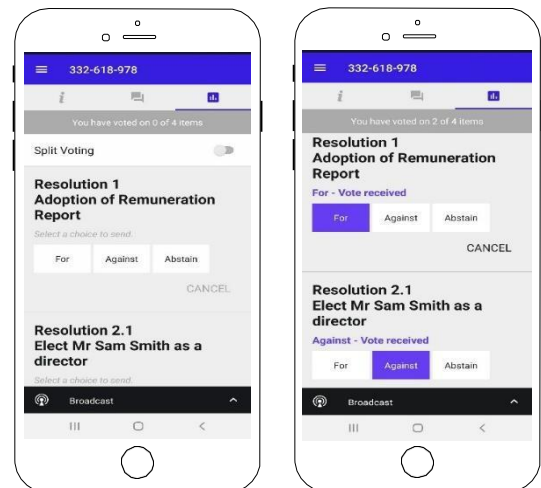 332-618-978
You have voted on 0 of 4 items
Split Voting
Resolution 1
Adoption of Remuneration
Report
Select a choice to send.
For Against Abstain
CANCEL
Resolution 2.1
Elect Mr Sam Smith as a
director
Select a choice to send.
Broadcast
332-618-978
You have voted on 2 of 4 items
Resolution 1
Adoption of Remuneration
Report
For - Vote received
For Against Abstain
CANCEL
Resolution 2.1
Elect Mr Sam Smith as a
director
Against - Vote received
For Against Abstain
Broadcast